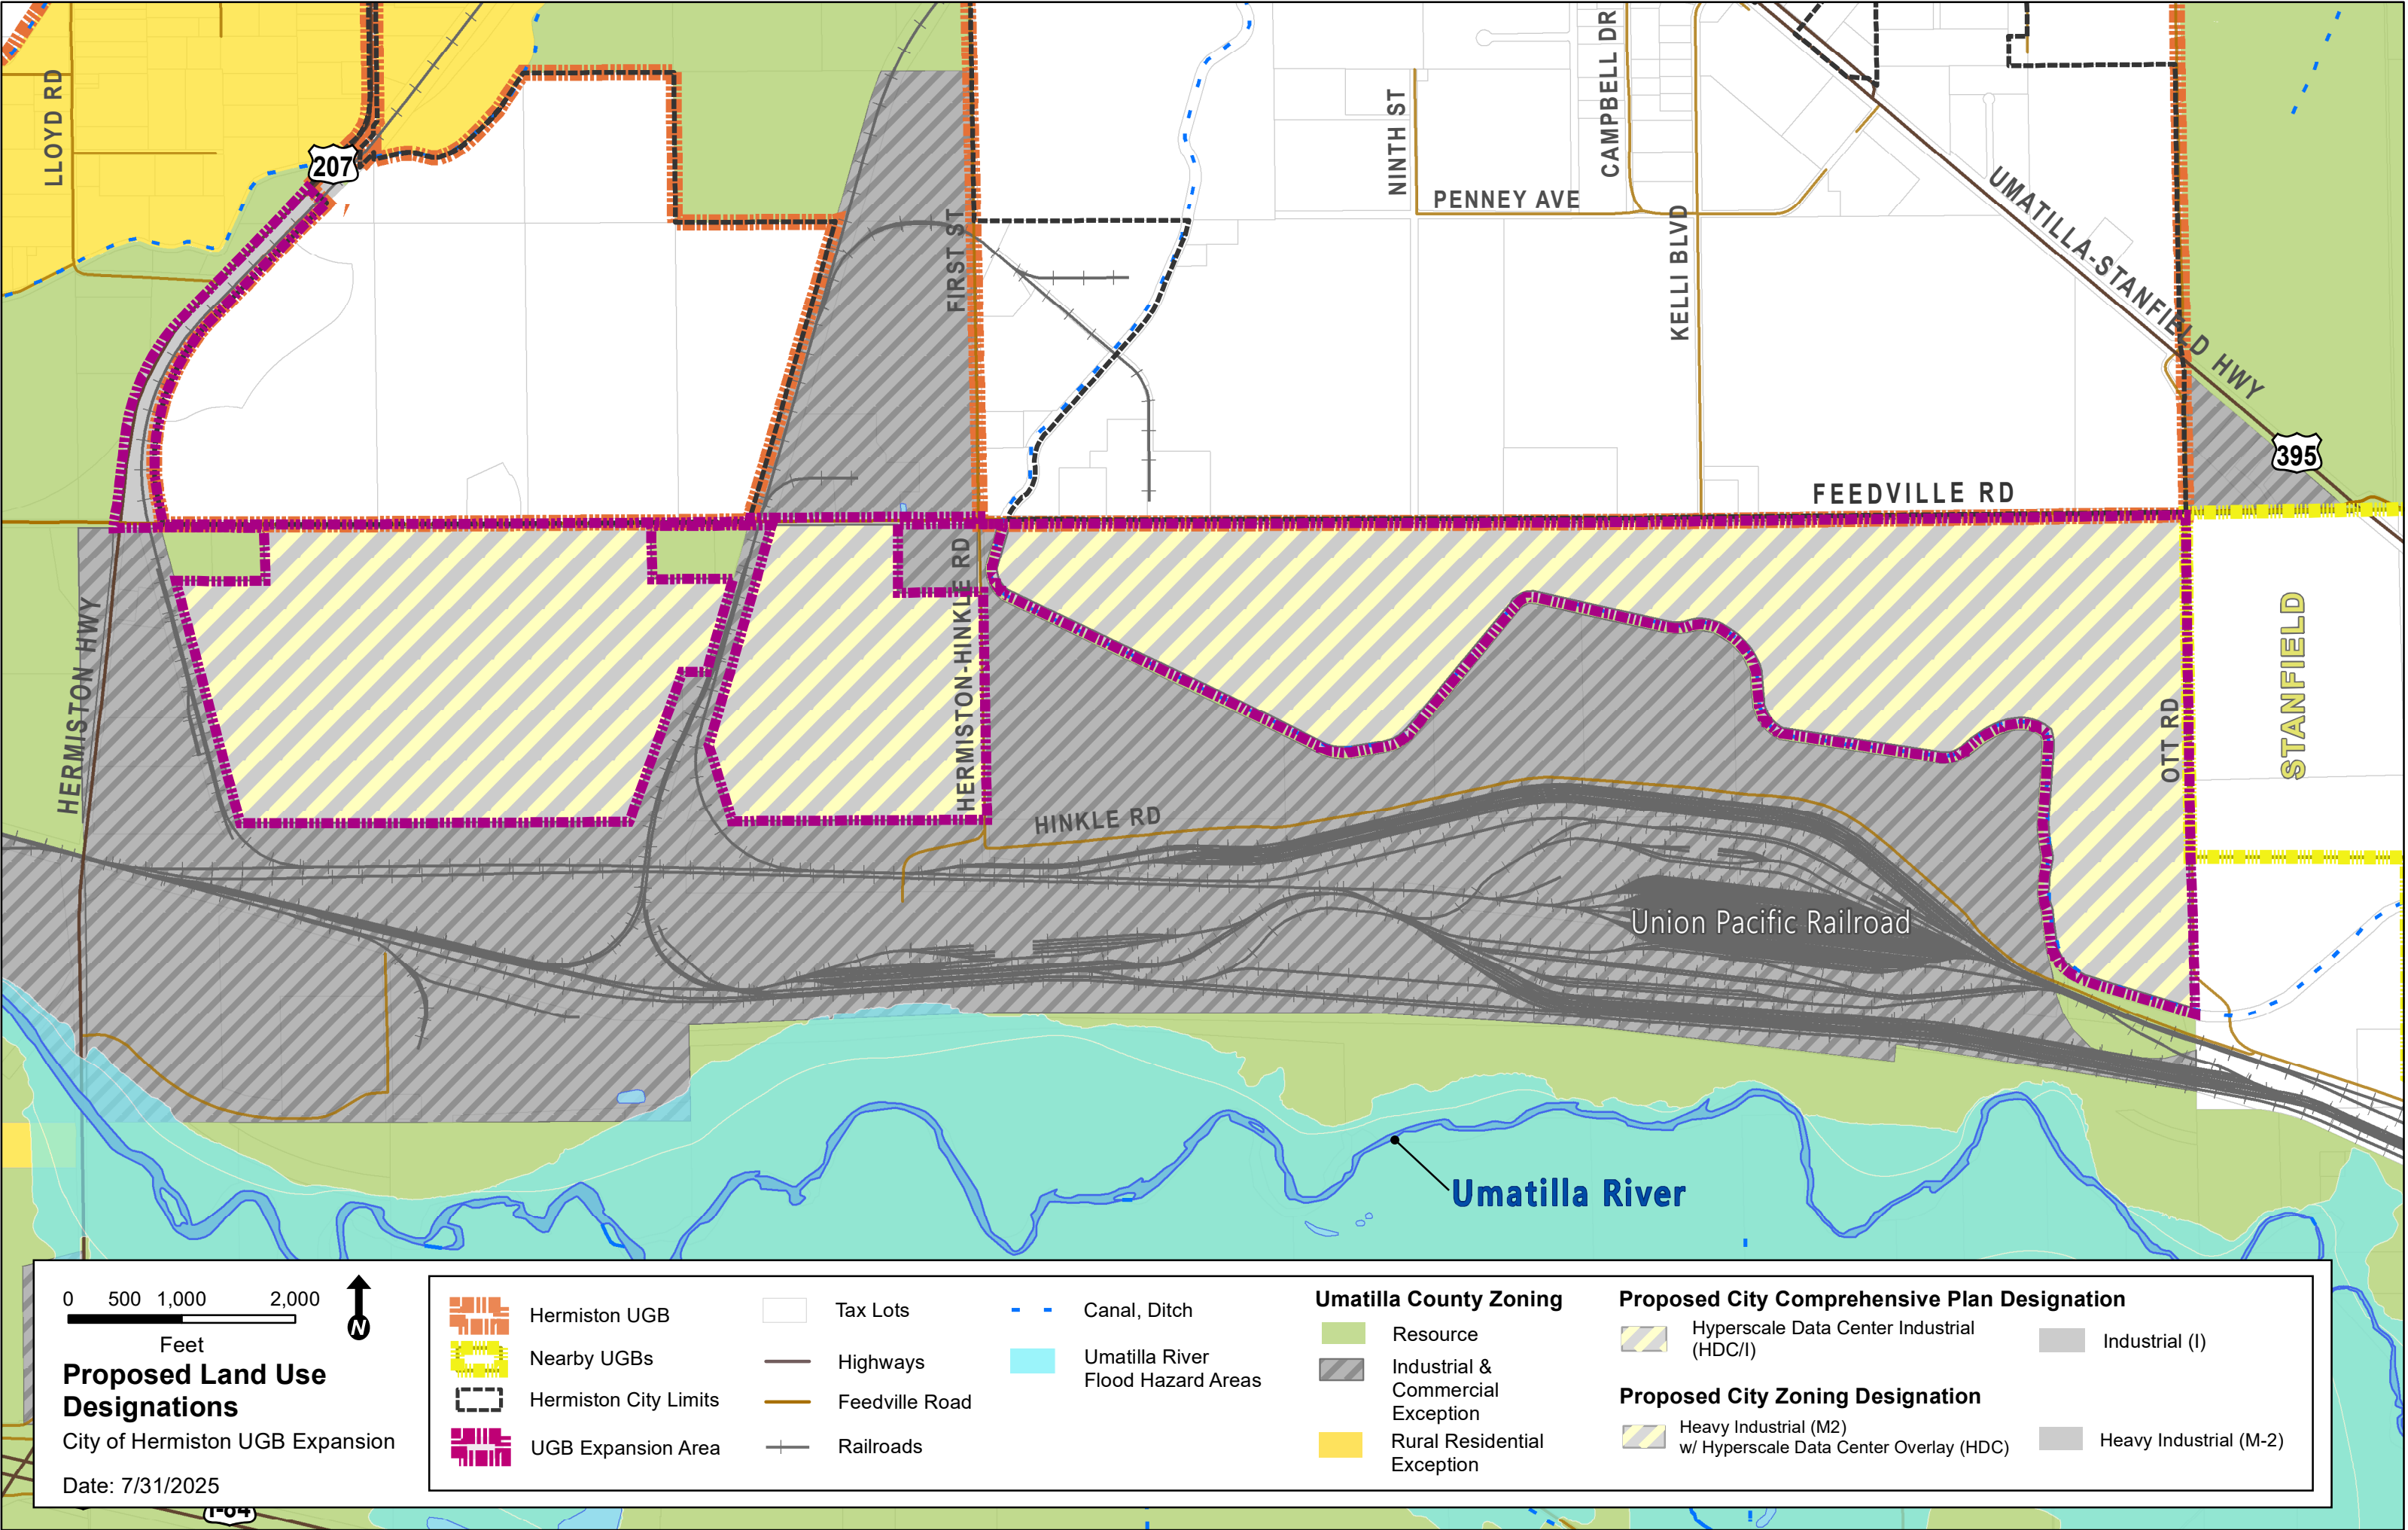 LLOYD RD
207
NINTH ST
CAMPBELL DR
PENNEY AVE
KELLI BLVD
FIRST ST
UMATILLA-STANFIELD HWY
395
FEEDVILLE RD
HERMISTON HWY
HERMISTON-HINKLE RD
OTT RD
STANFIELD
HINKLE RD
Union Pacific Railroad
Umatilla River
0 500 1,000 2,000
Feet
N
Proposed Land Use
Designations
City of Hermiston UGB Expansion
Date: 7/31/2025
Hermiston UGB
Nearby UGBs
Hermiston City Limits
UGB Expansion Area
Tax Lots
Highways
Feedville Road
Railroads
Canal, Ditch
Umatilla River
Flood Hazard Areas
Umatilla County Zoning
Resource
Industrial &
Commercial
Exception
Rural Residential
Exception
Proposed City Comprehensive Plan Designation
Hyperscale Data Center Industrial
(HDC/I)
Industrial (I)
Proposed City Zoning Designation
Heavy Industrial (M2)
w/ Hyperscale Data Center Overlay (HDC)
Heavy Industrial (M-2)
I-84